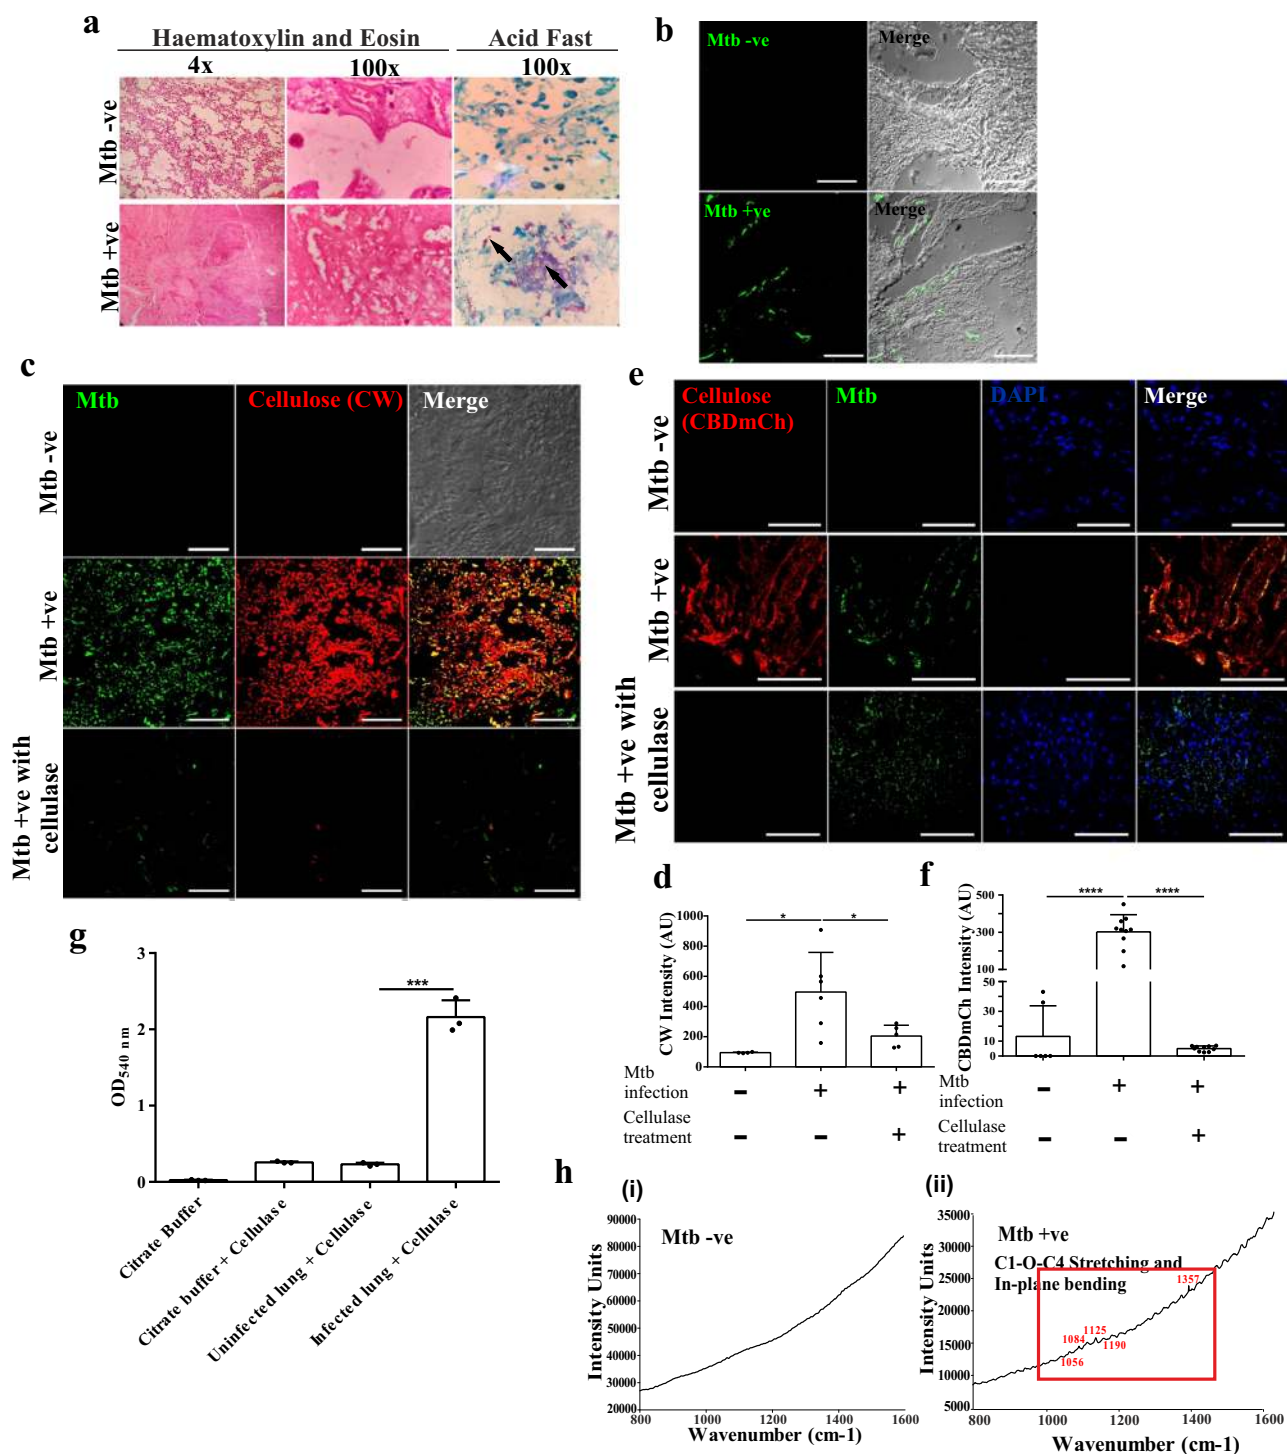 a
Haematoxylin and Eosin
Acid Fast
4x
100x
100x
Mtb -ve
Mtb +ve
b
Mtb -ve
Merge
Mtb +ve
Merge
c
Mtb
Cellulose (CW)
Merge
Mtb -ve
Mtb +ve
Mtb +ve with
cellulase
e
Cellulose
(CBDmCh)
Mtb
DAPI
Merge
Mtb -ve
Mtb +ve
Mtb +ve with
cellulase
d
CW Intensity (AU)
1000
800
600
400
200
0
*
*
Mtb
infection
- + +
Cellulase
treatment
- - +
f
CBDmCh Intensity (AU)
500
300
100
50
30
10
0
****
****
Mtb
infection
- + +
Cellulase
treatment
- - +
g
OD540 nm
3
2
1
0
***
Citrate Buffer
Citrate buffer + Cellulase
Uninfected lung + Cellulase
Infected lung + Cellulase
h
(i)
Mtb -ve
Intensity Units
90000
80000
70000
60000
50000
40000
30000
20000
800 1000 1200 1400 1600
Wavenumber (cm-1)
(ii)
Mtb +ve
C1-O-C4 Stretching and
In-plane bending
Intensity Units
35000
30000
25000
20000
15000
10000
5000
1357
1125
1084
1190
1056
800 1000 1200 1400 1600
Wavenumber (cm-1)